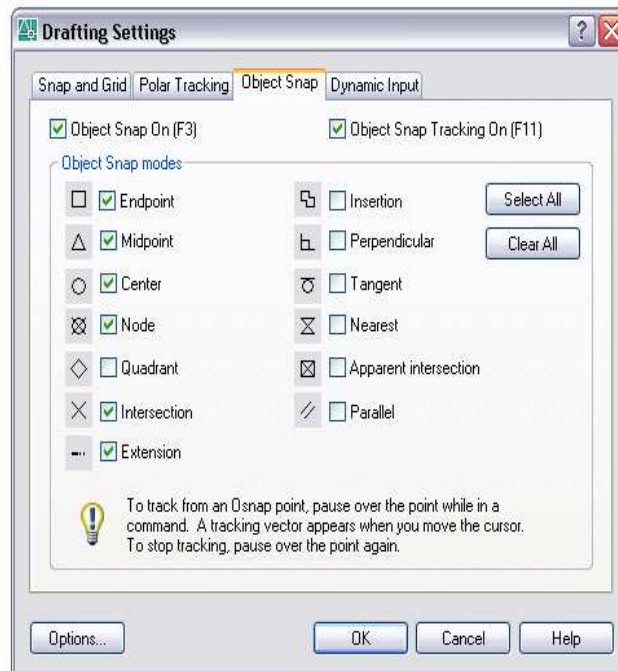 Drafting Settings
Snap and Grid
Polar Tracking
Object Snap
Dynamic Input
Object Snap On (F3)
Object Snap Tracking On (F11)
Object Snap modes
Endpoint
Midpoint
Center
Node
Quadrant
Intersection
Extension
Insertion
Perpendicular
Tangent
Nearest
Apparent intersection
Parallel
Select All
Clear All
To track from an Osnap point, pause over the point while in a
command. A tracking vector appears when you move the cursor.
To stop tracking, pause over the point again.
Options...
OK
Cancel
Help